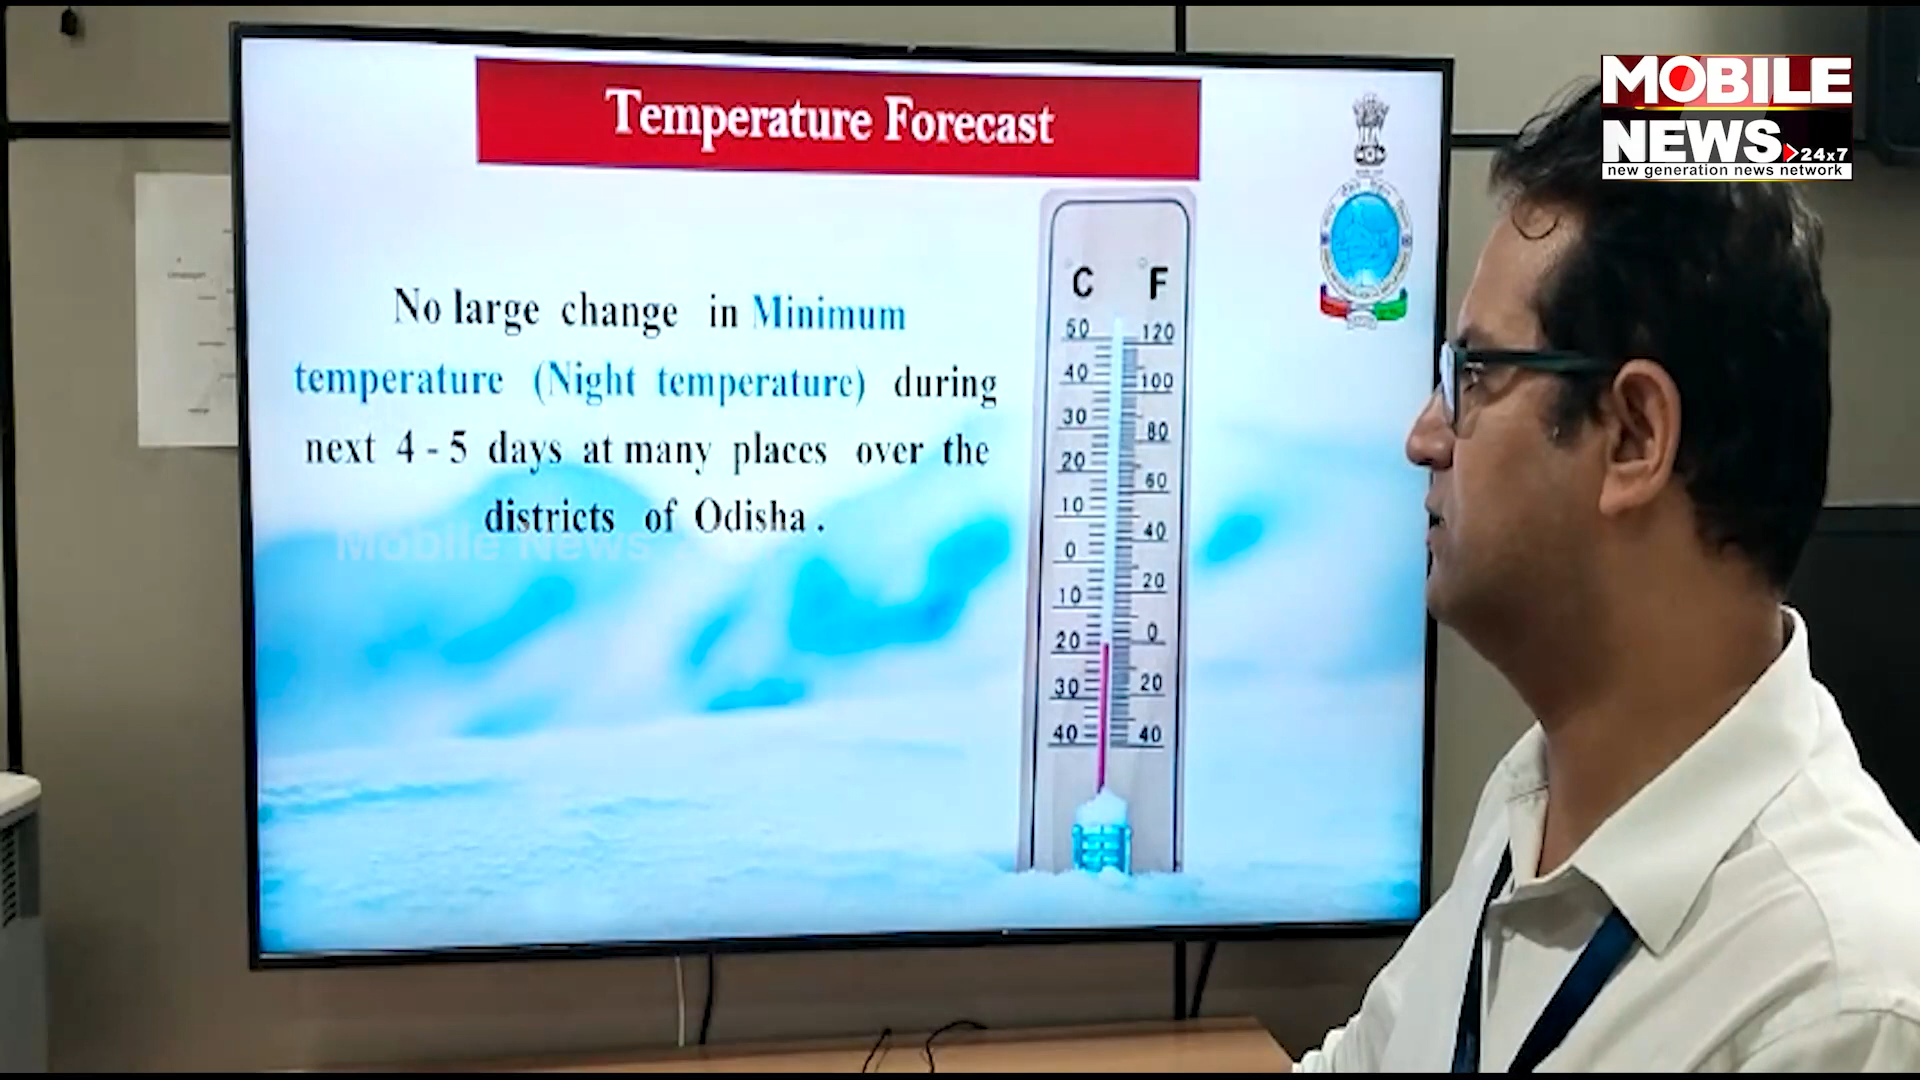 Temperature Forecast
MOBILE
NEWS 24x7
new generation news network
No large change in Minimum
temperature (Night temperature) during
next 4 - 5 days at many places over the
districts of Odisha .
Mobile News
C F
50 120
40 100
30 80
20 60
10 40
0 20
10 0
20 20
30 40
40